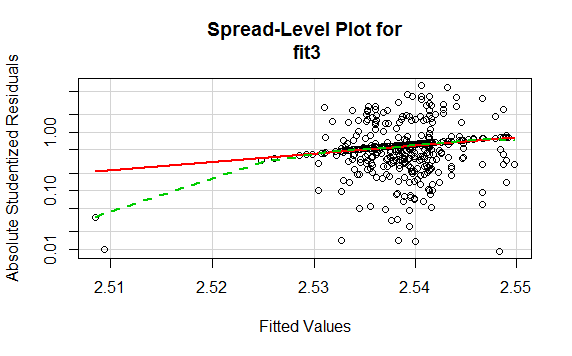 Spread-Level Plot for
fit3
Absolute Studentized Residuals
1.00
0.10
0.01
2.51 2.52 2.53 2.54 2.55
Fitted Values